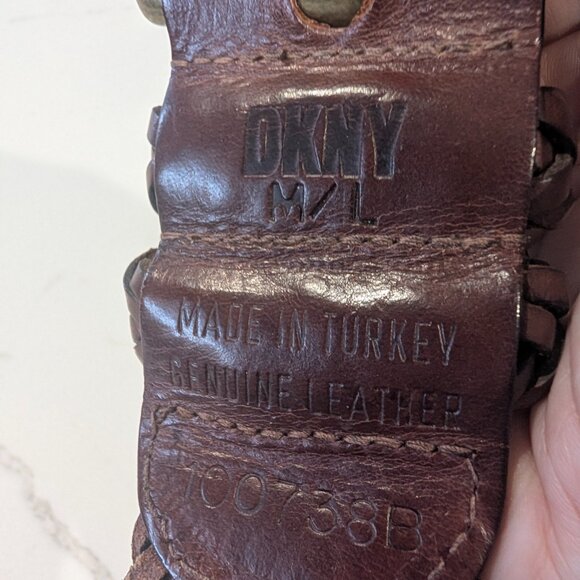 DKNY
M/L
MADE IN TURKEY
GENUINE LEATHER
100738B